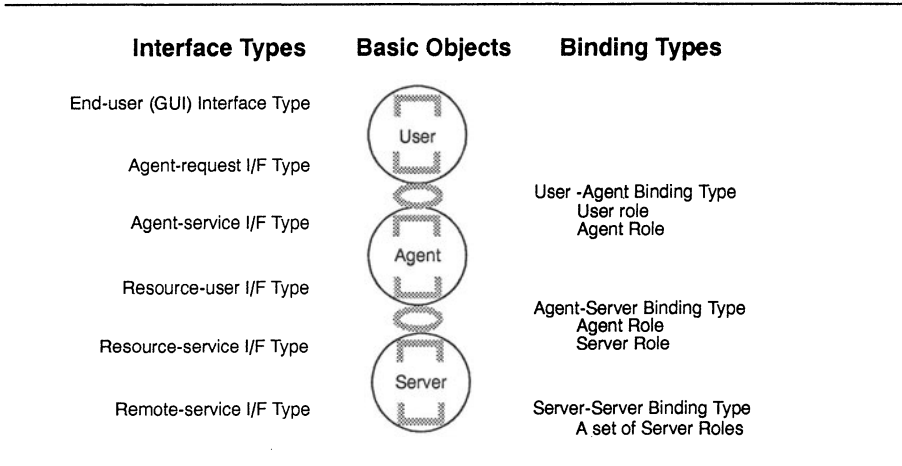 Interface Types Basic Objects Binding Types
End-user (GUI) Interface Type
User
Agent-request I/F Type
User -Agent Binding Type
User role
Agent-service I/F Type
Agent Role
Agent
Resource-user I/F Type
Agent-Server Binding Type
Agent Role
Resource-service I/F Type
Server Role
Server
Remote-service I/F Type
Server-Server Binding Type
A set of Server Roles